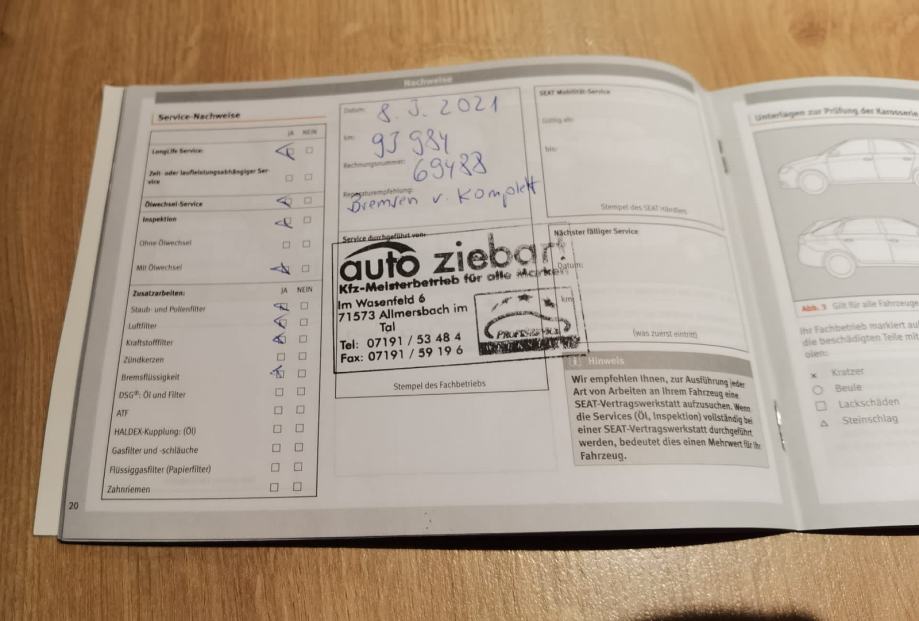 Nachweise
Service-Nachweise
JA NEIN
LongLife Service:
Zeit- oder laufleistungsabhängiger Ser-
vice
Ölwechsel-Service
Inspektion
Ohne Ölwechsel
Mit Ölwechsel
Zusatzarbeiten: JA NEIN
Staub- und Pollenfilter
Luftfilter
Kraftstofffilter
Zündkerzen
Bremsflüssigkeit
DSG®: Öl und Filter
ATF
HALDEX-Kupplung: (Öl)
Gasfilter und -schläuche
Flüssiggasfilter (Papierfilter)
Zahnriemen
20
Datum: 8. 3. 2021
km: 93 984
Rechnungsnummer: 69488
Reparaturempfehlung:
Bremsen v. Komplett
Service durchgeführt von:
auto ziebart
Kfz-Meisterbetrieb für alle Marken
Im Wasenfeld 6
71573 Allmersbach im
Tal
Tel: 07191 / 53 48 4
Fax: 07191 / 59 19 6
PROFISERVICE
Stempel des Fachbetriebs
SEAT Mobilität-Service
Gültig ab:
bis:
Stempel des SEAT Händlers
Nächster fälliger Service
Datum:
km:
(was zuerst eintritt)
Hinweis
Wir empfehlen Ihnen, zur Ausführung jeder
Art von Arbeiten an Ihrem Fahrzeug eine
SEAT-Vertragswerkstatt aufzusuchen. Wenn
die Services (Öl, Inspektion) vollständig bei
einer SEAT-Vertragswerkstatt durchgeführt
werden, bedeutet dies einen Mehrwert für Ihr
Fahrzeug.
Unterlagen zur Prüfung der Karosserie
Abb. 3 Gilt für alle Fahrzeuge
Ihr Fachbetrieb markiert au
die beschädigten Teile mit
olen:
Kratzer
Beule
Lackschäden
Steinschlag